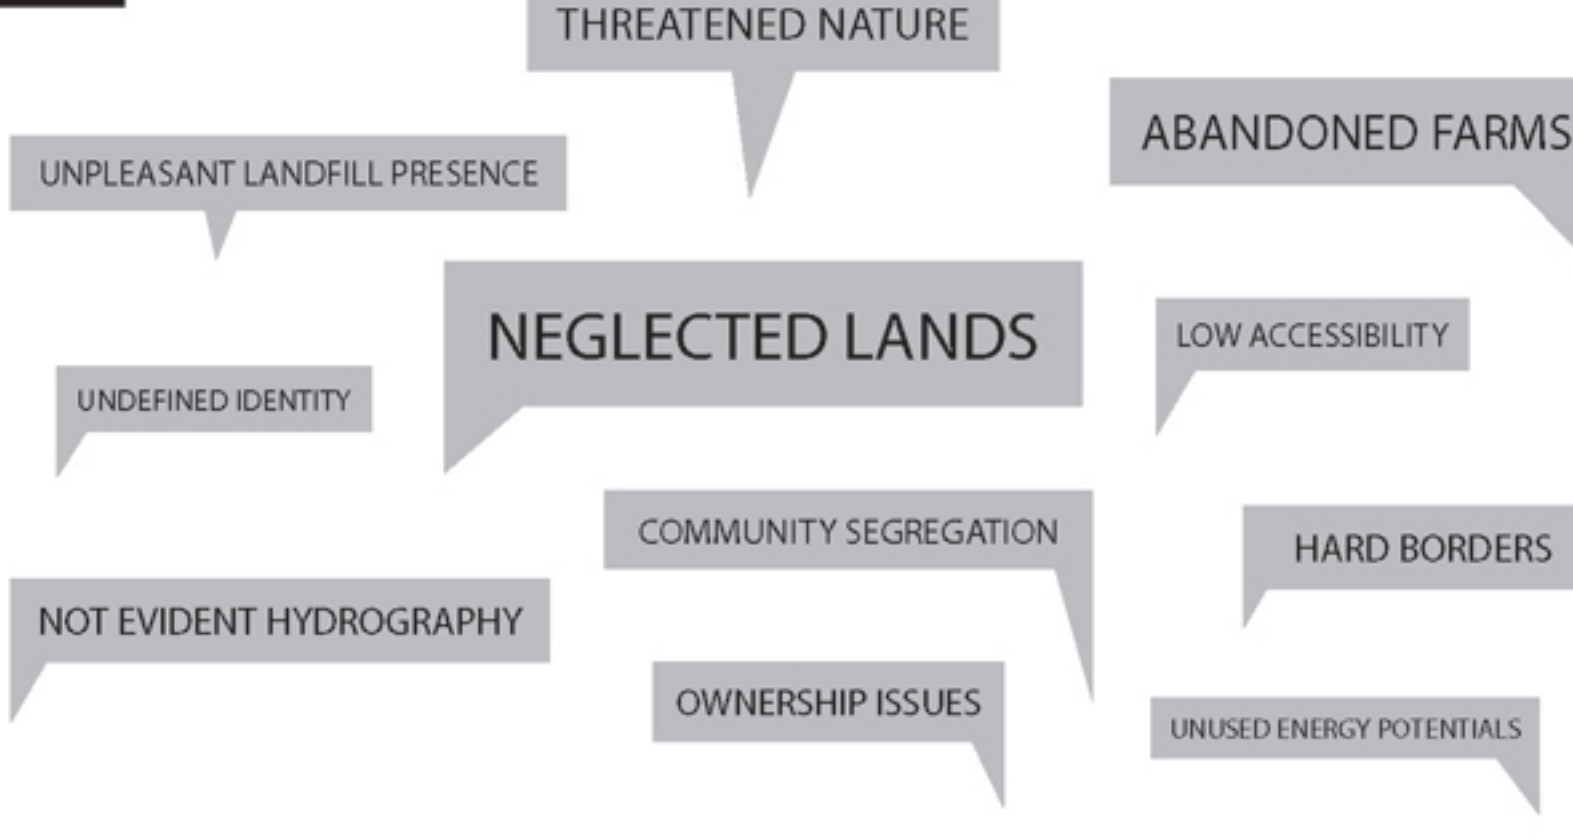 THREATENED NATURE
ABANDONED FARMS
UNPLEASANT LANDFILL PRESENCE
NEGLECTED LANDS
LOW ACCESSIBILITY
UNDEFINED IDENTITY
COMMUNITY SEGREGATION
HARD BORDERS
NOT EVIDENT HYDROGRAPHY
OWNERSHIP ISSUES
UNUSED ENERGY POTENTIALS